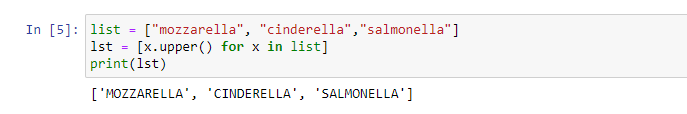 In [5]: list = ["mozzarella", "cinderella","salmonella"]
lst = [x.upper() for x in list]
print(lst)
['MOZZARELLA', 'CINDERELLA', 'SALMONELLA']